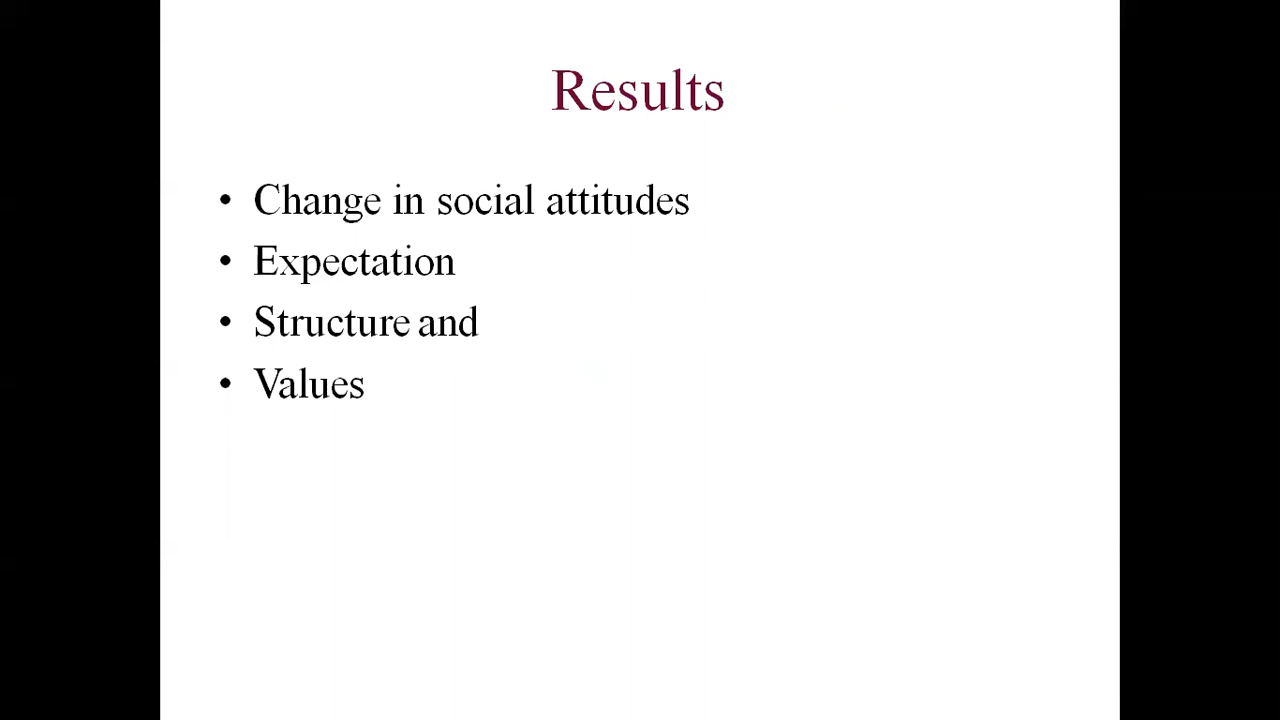 Results
• Change in social attitudes
• Expectation
• Structure and
• Values